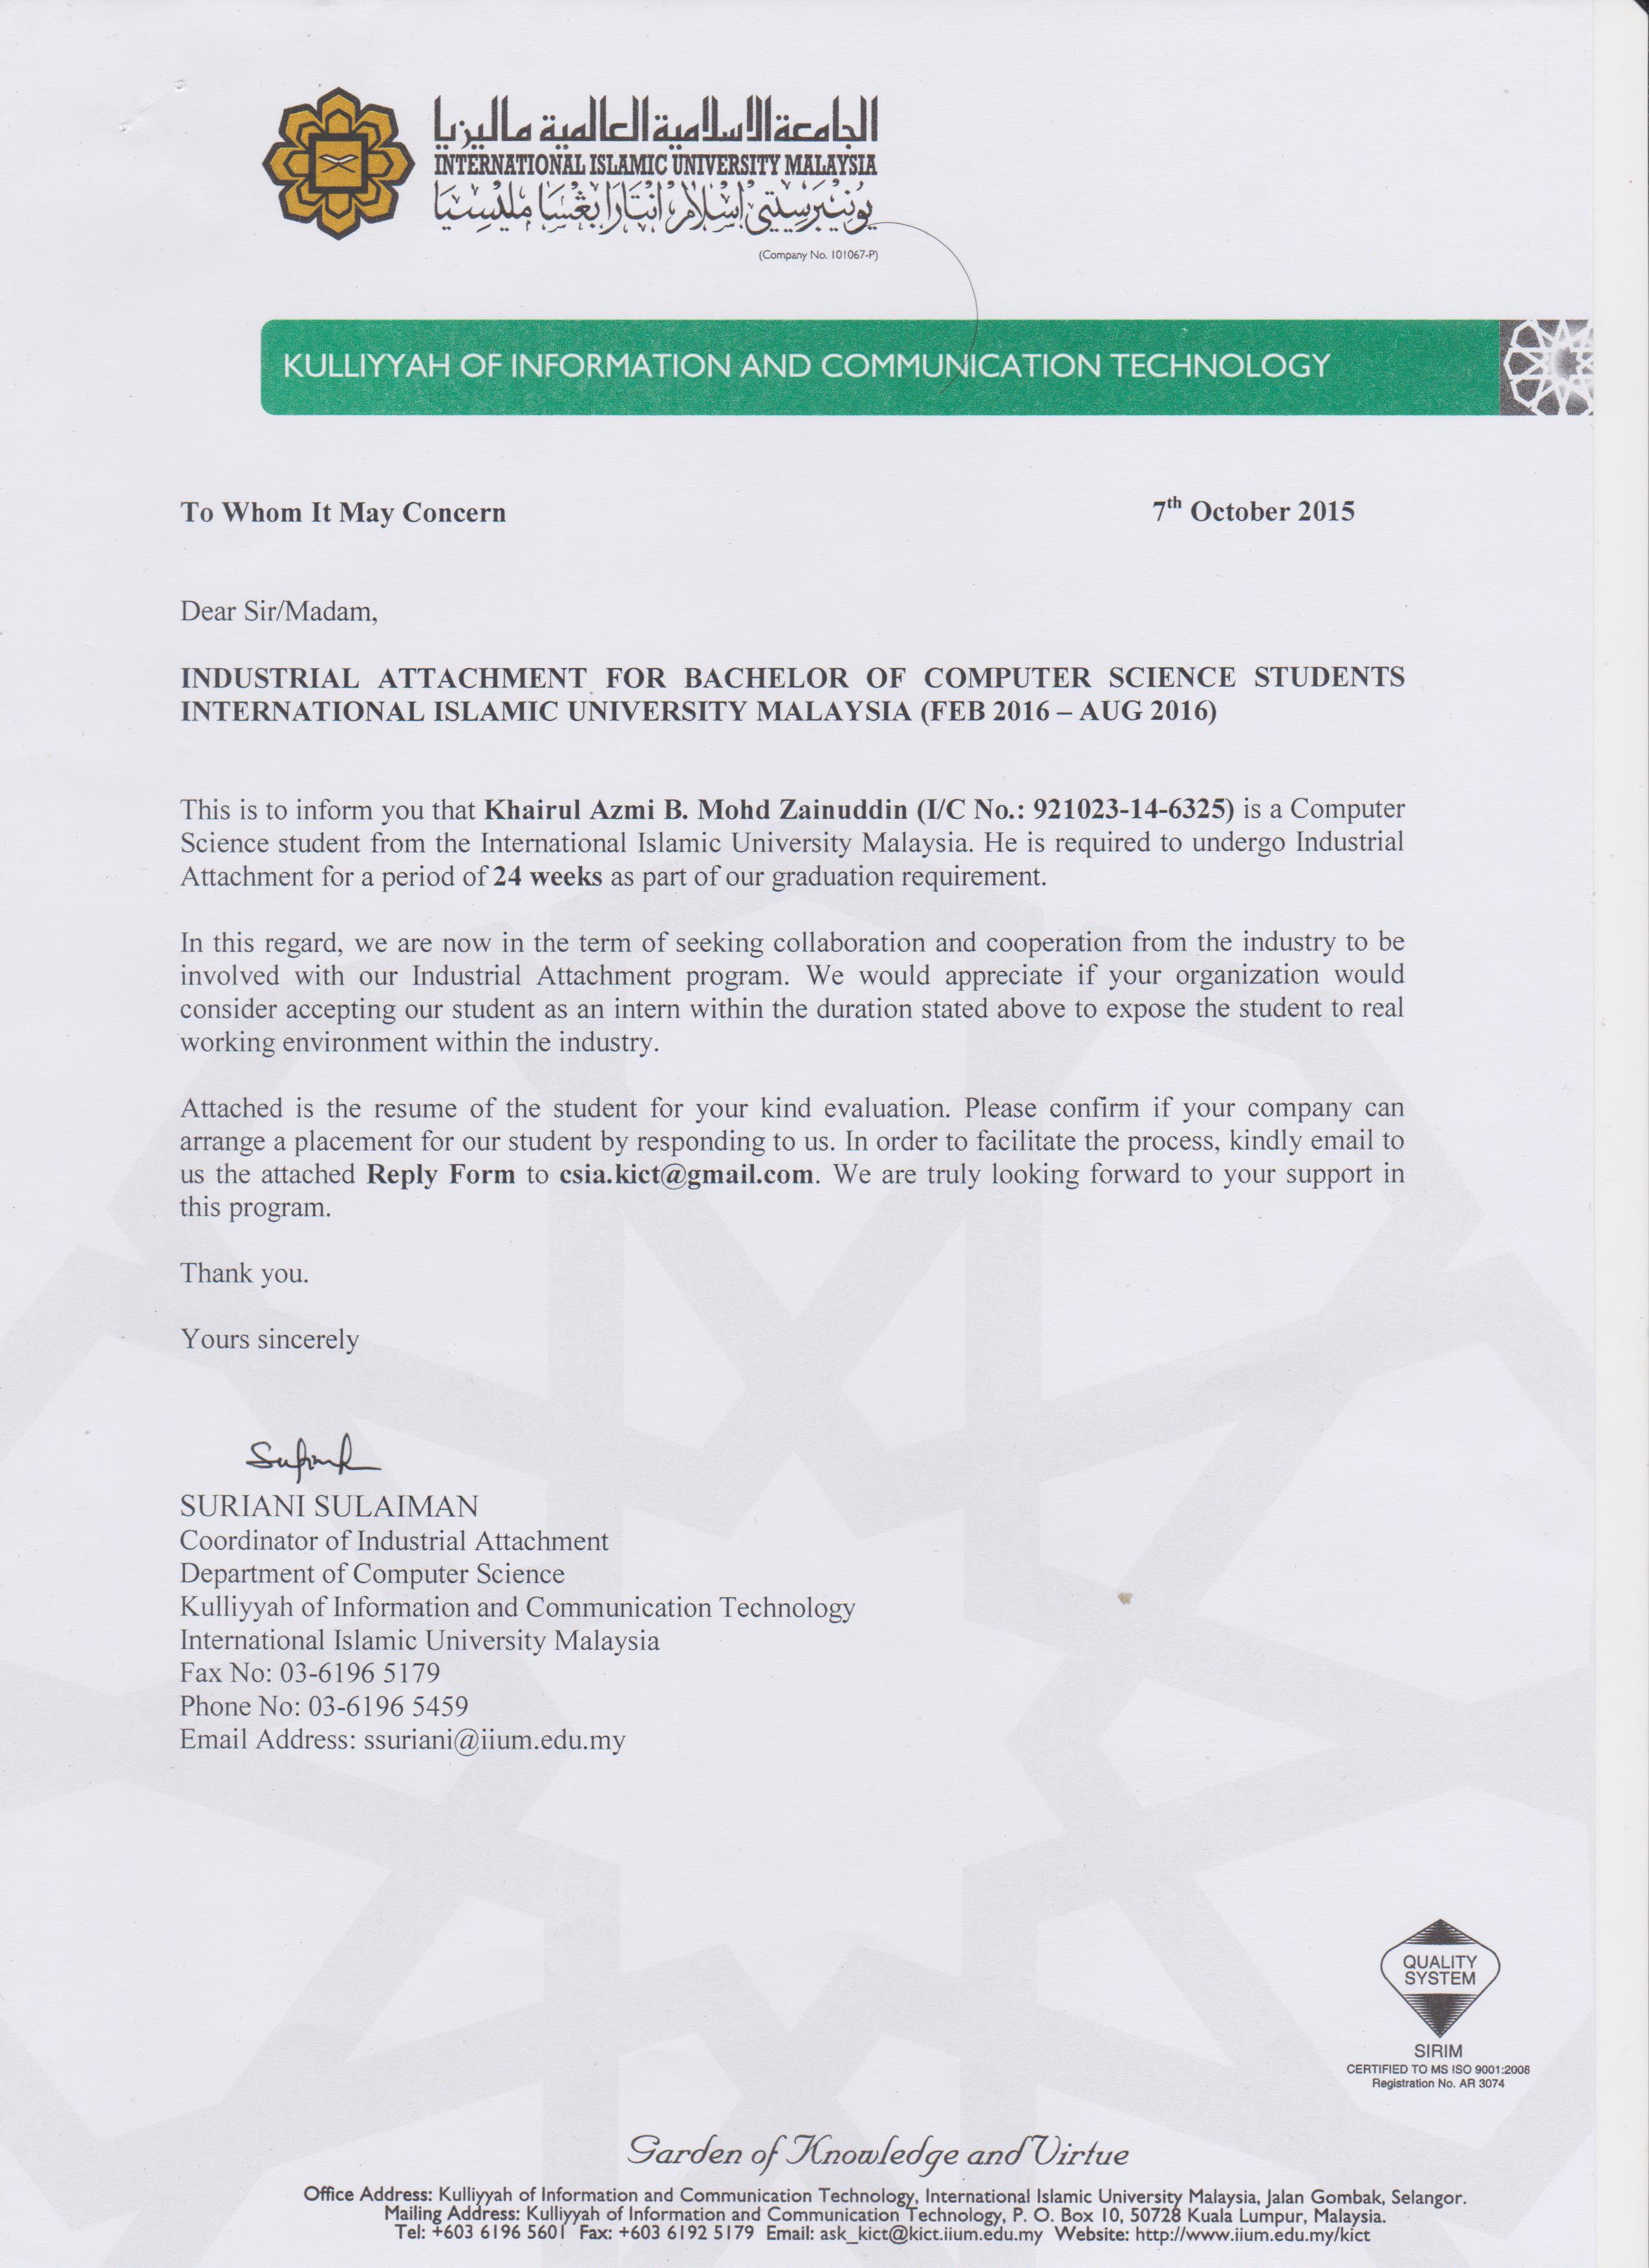 الجامعة الإسلامية العالمية ماليزيا
INTERNATIONAL ISLAMIC UNIVERSITY MALAYSIA
يونيبرسيتي اسلام انتارابڠسا مليسيا
(Company No. 101067-P)
KULLIYYAH OF INFORMATION AND COMMUNICATION TECHNOLOGY
To Whom It May Concern 7th October 2015
Dear Sir/Madam,
INDUSTRIAL ATTACHMENT FOR BACHELOR OF COMPUTER SCIENCE STUDENTS
INTERNATIONAL ISLAMIC UNIVERSITY MALAYSIA (FEB 2016 – AUG 2016)
This is to inform you that Khairul Azmi B. Mohd Zainuddin (I/C No.: 921023-14-6325) is a Computer
Science student from the International Islamic University Malaysia. He is required to undergo Industrial
Attachment for a period of 24 weeks as part of our graduation requirement.
In this regard, we are now in the term of seeking collaboration and cooperation from the industry to be
involved with our Industrial Attachment program. We would appreciate if your organization would
consider accepting our student as an intern within the duration stated above to expose the student to real
working environment within the industry.
Attached is the resume of the student for your kind evaluation. Please confirm if your company can
arrange a placement for our student by responding to us. In order to facilitate the process, kindly email to
us the attached Reply Form to csia.kict@gmail.com. We are truly looking forward to your support in
this program.
Thank you.
Yours sincerely
SURIANI SULAIMAN
Coordinator of Industrial Attachment
Department of Computer Science
Kulliyyah of Information and Communication Technology
International Islamic University Malaysia
Fax No: 03-6196 5179
Phone No: 03-6196 5459
Email Address: ssuriani@iium.edu.my
QUALITY
SYSTEM
SIRIM
CERTIFIED TO MS ISO 9001:2008
Registration No. AR 3074
Garden of Knowledge and Virtue
Office Address: Kulliyyah of Information and Communication Technology, International Islamic University Malaysia, Jalan Gombak, Selangor.
Mailing Address: Kulliyyah of Information and Communication Technology, P. O. Box 10, 50728 Kuala Lumpur, Malaysia.
Tel: +603 6196 5601 Fax: +603 6192 5179 Email: ask_kict@kict.iium.edu.my Website: http://www.iium.edu.my/kict